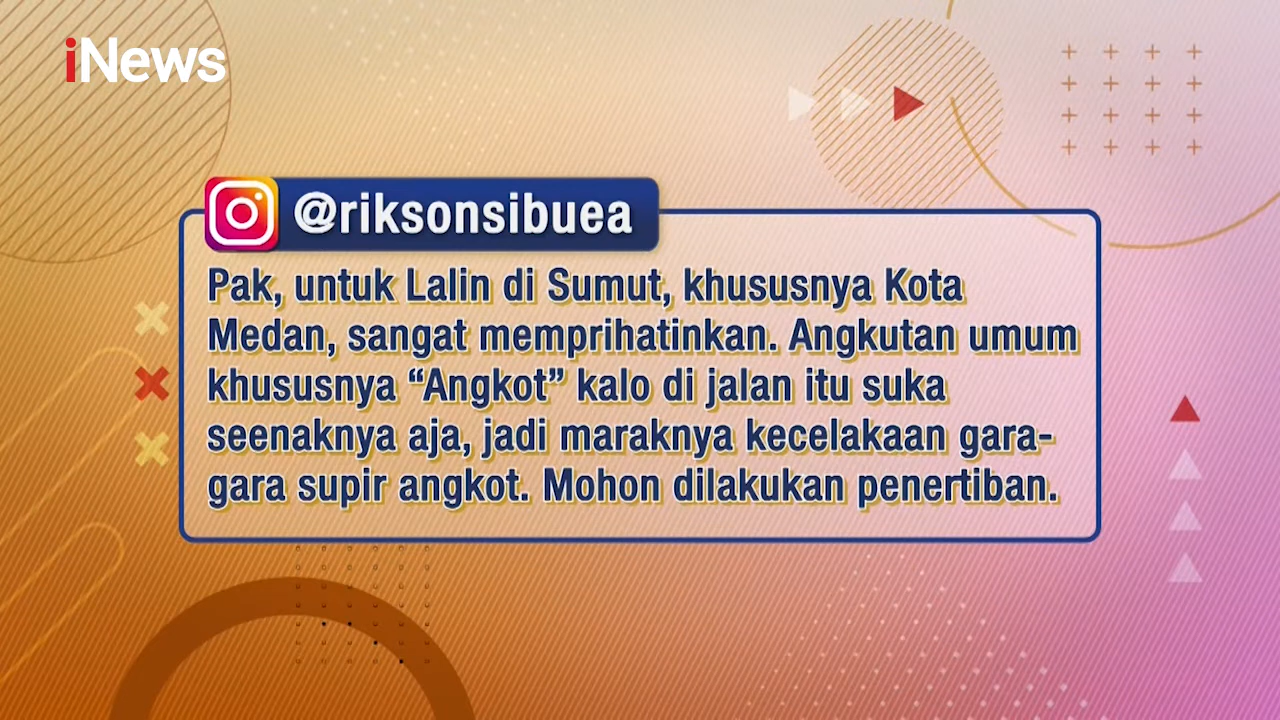 iNews
@riksonsibuea
Pak, untuk Lalin di Sumut, khususnya Kota
Medan, sangat memprihatinkan. Angkutan umum
khususnya “Angkot” kalo di jalan itu suka
seenaknya aja, jadi maraknya kecelakaan gara-
gara supir angkot. Mohon dilakukan penertiban.